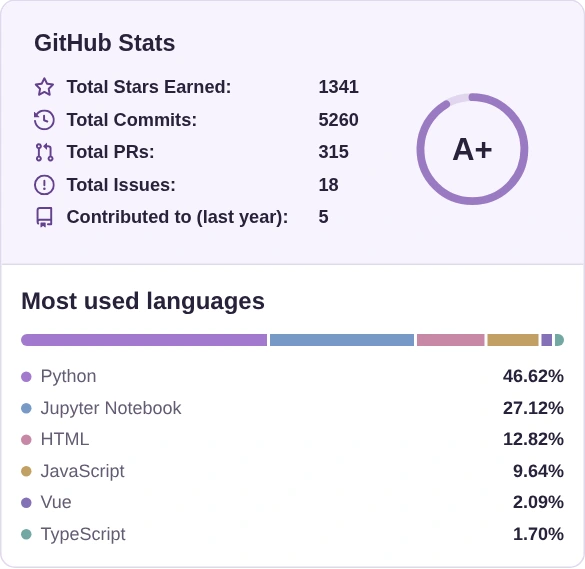 GitHub Stats
Total Stars Earned: 1341
Total Commits: 5260
Total PRs: 315
Total Issues: 18
Contributed to (last year): 5
A+
Most used languages
Python 46.62%
Jupyter Notebook 27.12%
HTML 12.82%
JavaScript 9.64%
Vue 2.09%
TypeScript 1.70%